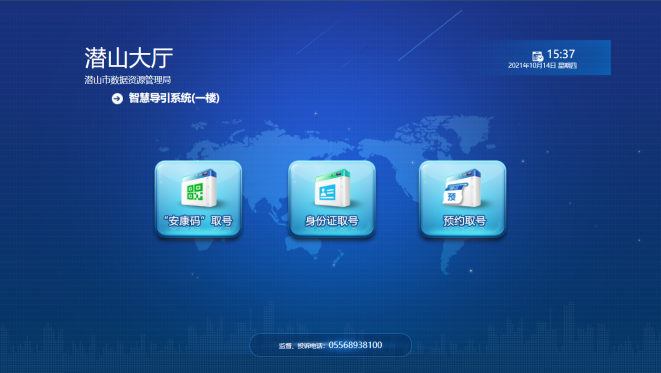 潜山大厅
15:37
2021年10月14日 星期四
潜山市数据资源管理局
智慧导引系统(一楼)
预
“安康码”取号
身份证取号
预约取号
监督、投诉电话：05568938100